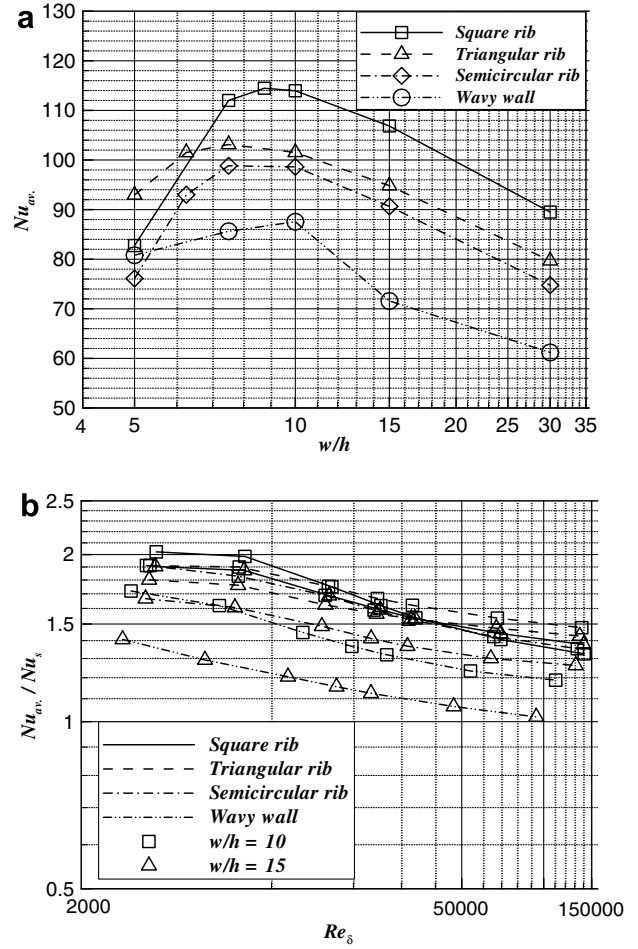 a
130
120
110
100
90
80
70
60
50
Nu_av.
4
5
10
15
20
25
30
35
w/h
Square rib
Triangular rib
Semicircular rib
Wavy wall
b
2.5
2
1.5
1
0.5
Nu_av. / Nu_s
2000
50000
150000
Re_δ
Square rib
Triangular rib
Semicircular rib
Wavy wall
w/h = 10
w/h = 15